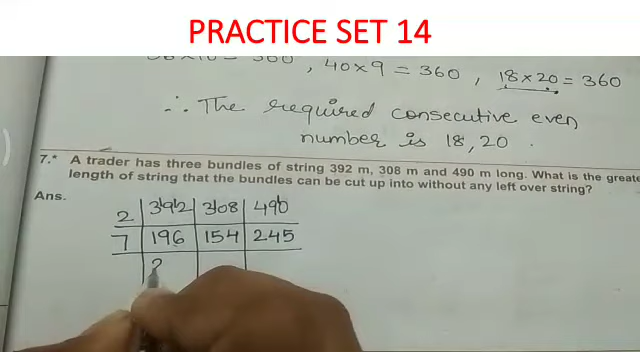 PRACTICE SET 14
, 40 × 9 = 360 , 18 × 20 = 360
∴ The required consecutive even
number is 18, 20 .
7.* A trader has three bundles of string 392 m, 308 m and 490 m long. What is the
length of string that the bundles can be cut up into without any left over string?
Ans.
2 392 308 490
7 196 154 245
2